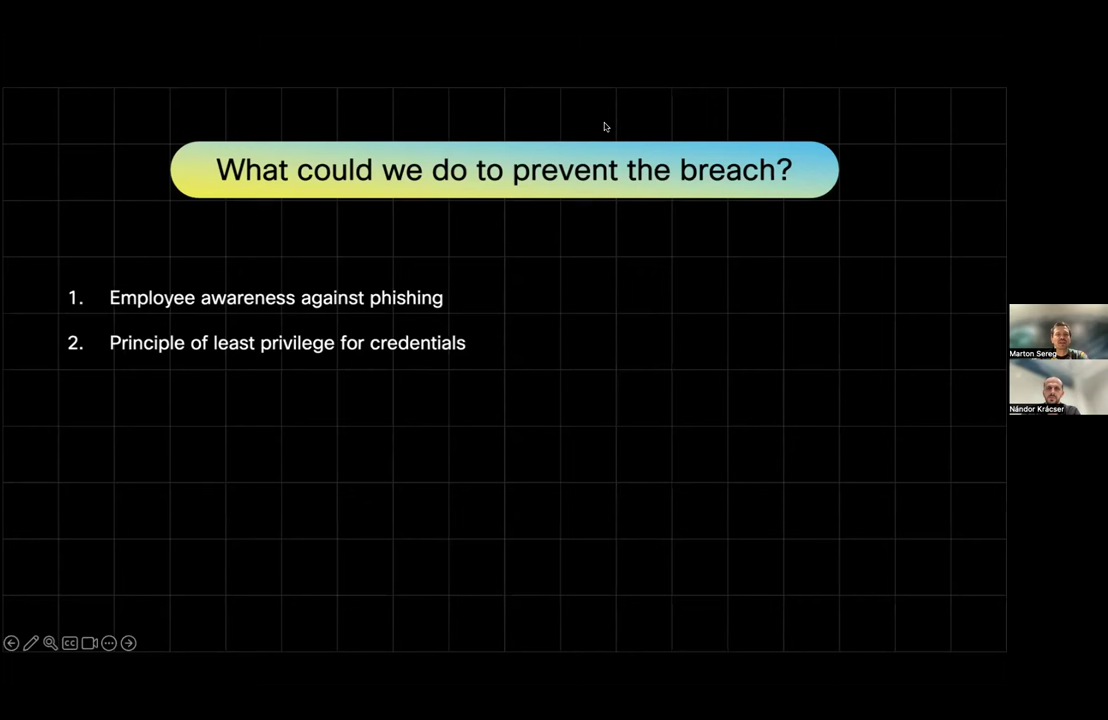 What could we do to prevent the breach?
1. Employee awareness against phishing
2. Principle of least privilege for credentials
Marton Sereg
Nándor Krácser
CC